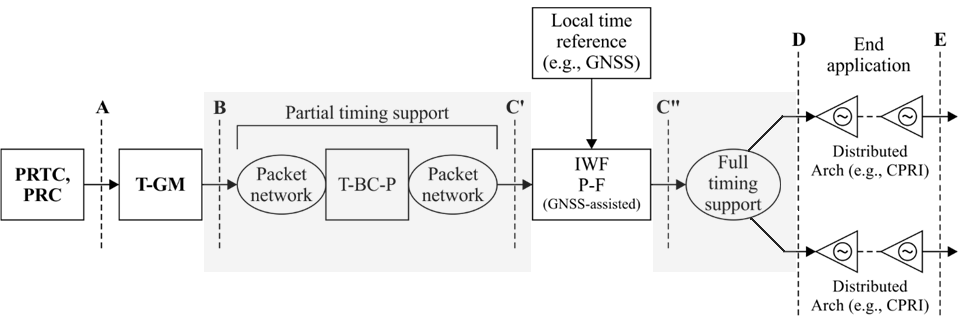 Local time
reference
(e.g., GNSS)
D
End
application
E
A
B
Partial timing support
C'
C"
PRTC,
PRC
T-GM
Packet
network
T-BC-P
Packet
network
IWF
P-F
(GNSS-assisted)
Full
timing
support
Distributed
Arch (e.g., CPRI)
Distributed
Arch (e.g., CPRI)